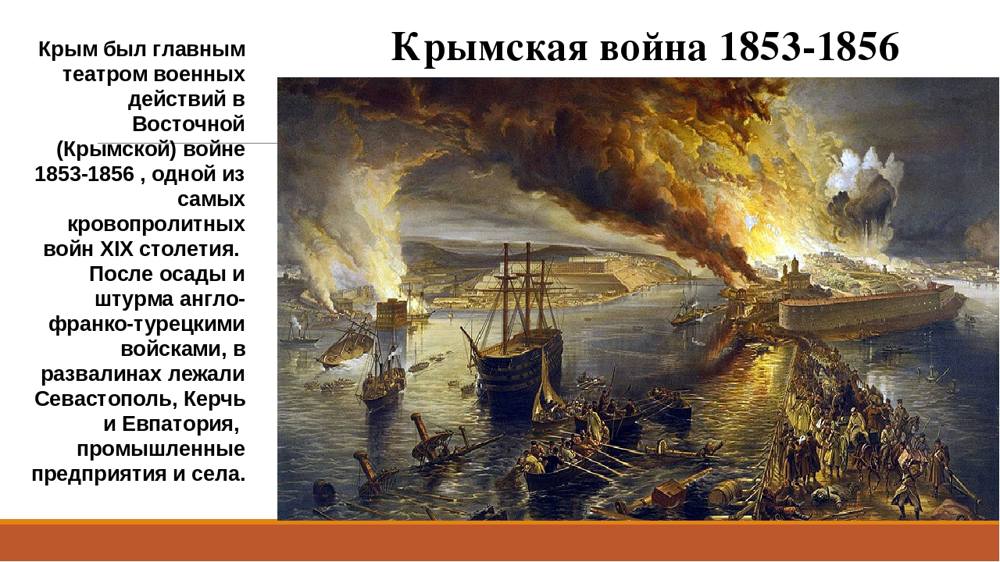 Крымская война 1853-1856
Крым был главным
театром военных
действий в
Восточной
(Крымской) войне
1853-1856 , одной из
самых
кровопролитных
войн XIX столетия.
После осады и
штурма англо-
франко-турецкими
войсками, в
развалинах лежали
Севастополь, Керчь
и Евпатория,
промышленные
предприятия и села.